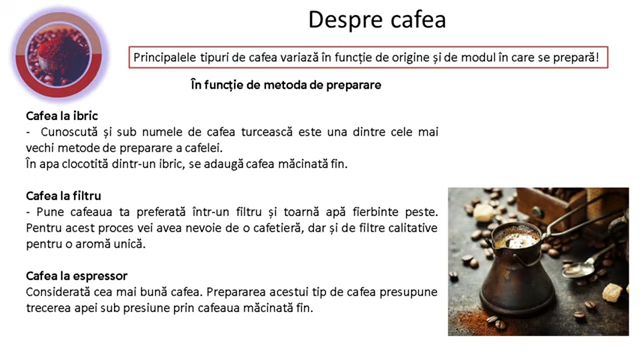 Despre cafea
Principalele tipuri de cafea variază în funcție de origine și de modul în care se prepară!
În funcție de metoda de preparare
Cafea la ibric
- Cunoscută și sub numele de cafea turcească este una dintre cele mai
vechi metode de preparare a cafelei.
În apa clocotită dintr-un ibric, se adaugă cafea măcinată fin.
Cafea la filtru
- Pune cafeaua ta preferată într-un filtru și toarnă apă fierbinte peste.
Pentru acest proces vei avea nevoie de o cafetieră, dar și de filtre calitative
pentru o aromă unică.
Cafea la espressor
Considerată cea mai bună cafea. Prepararea acestui tip de cafea presupune
trecerea apei sub presiune prin cafeaua măcinată fin.